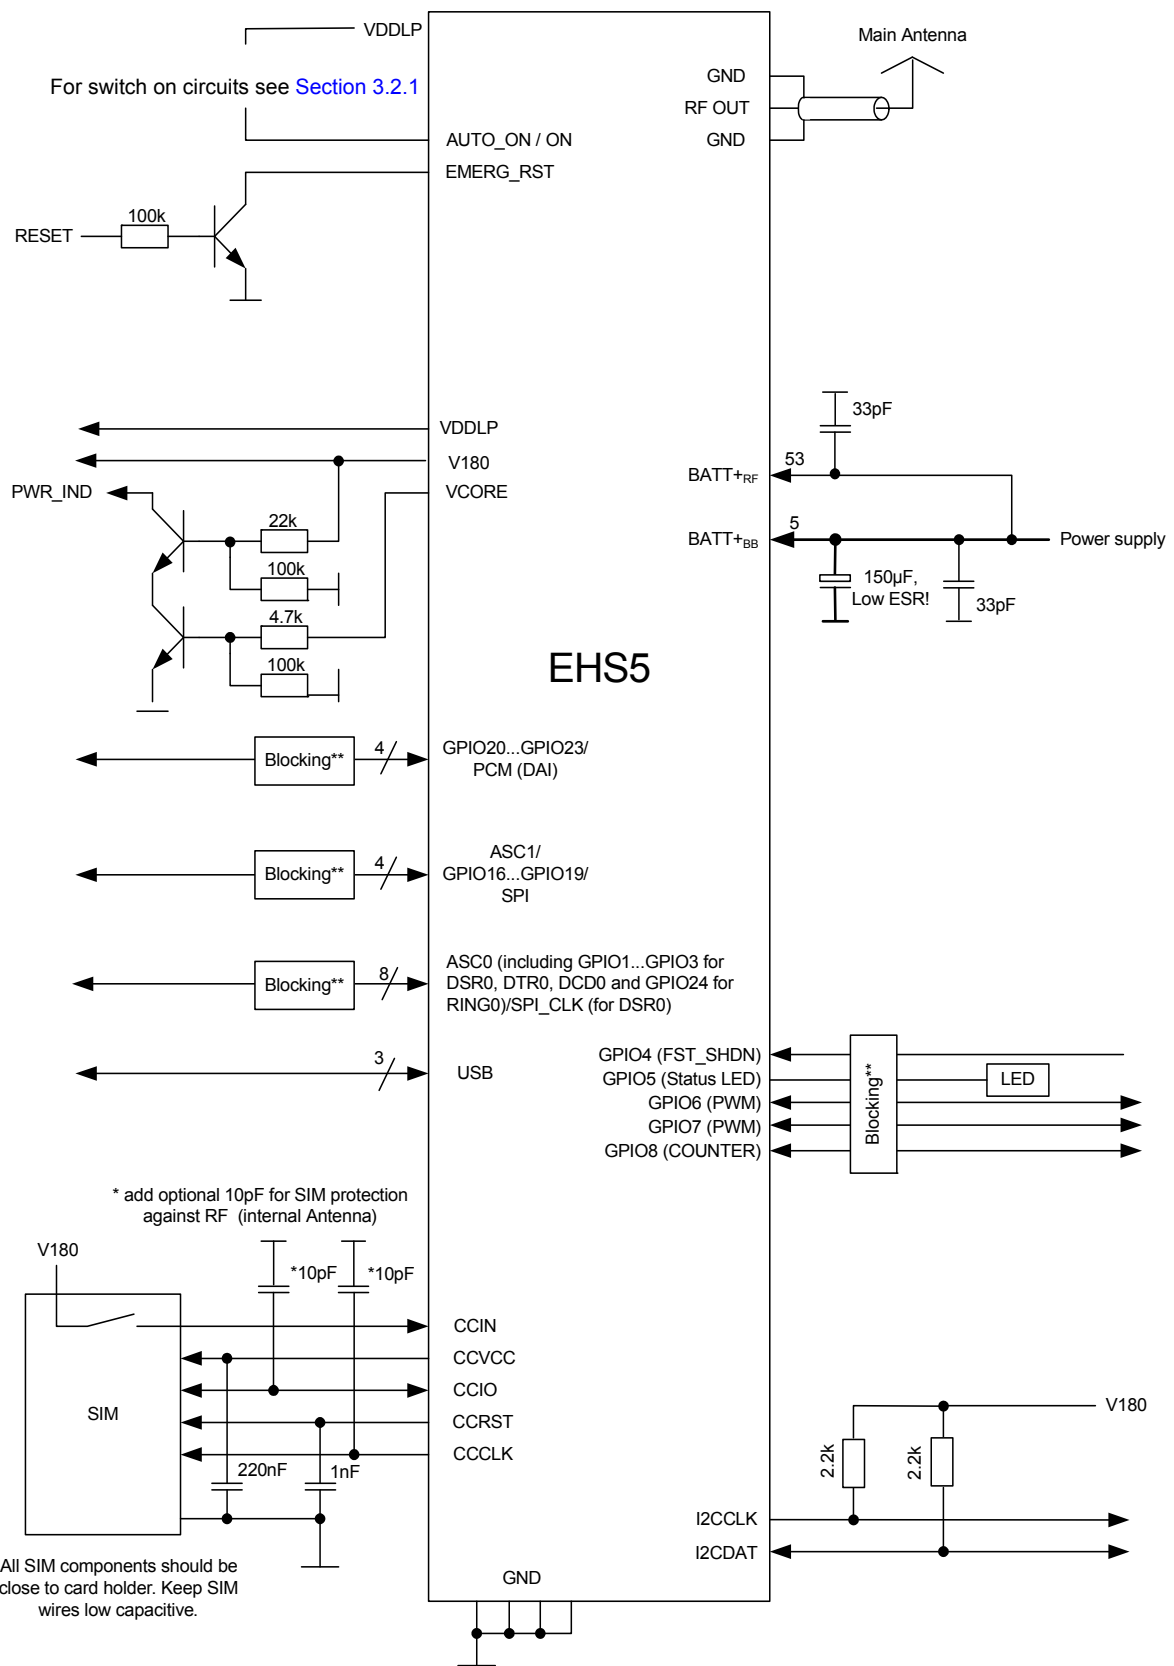 VDDLP
Main Antenna
For switch on circuits see Section 3.2.1
GND
RF OUT
GND
AUTO_ON / ON
EMERG_RST
100k
RESET
33pF
VDDLP
V180
PWR_IND
VCORE
BATT+RF
53
22k
5
BATT+BB
Power supply
100k
150µF,
Low ESR!
33pF
4.7k
100k
EHS5
Blocking**
4
GPIO20...GPIO23/
PCM (DAI)
Blocking**
4
ASC1/
GPIO16...GPIO19/
SPI
Blocking**
8
ASC0 (including GPIO1...GPIO3 for
DSR0, DTR0, DCD0 and GPIO24 for
RING0)/SPI_CLK (for DSR0)
3
USB
GPIO4 (FST_SHDN)
GPIO5 (Status LED)
GPIO6 (PWM)
GPIO7 (PWM)
GPIO8 (COUNTER)
Blocking**
LED
* add optional 10pF for SIM protection
against RF (internal Antenna)
V180
*10pF
*10pF
CCIN
CCVCC
CCIO
CCRST
CCCLK
SIM
220nF
1nF
V180
2.2k
2.2k
I2CCLK
I2CDAT
All SIM components should be
close to card holder. Keep SIM
wires low capacitive.
GND